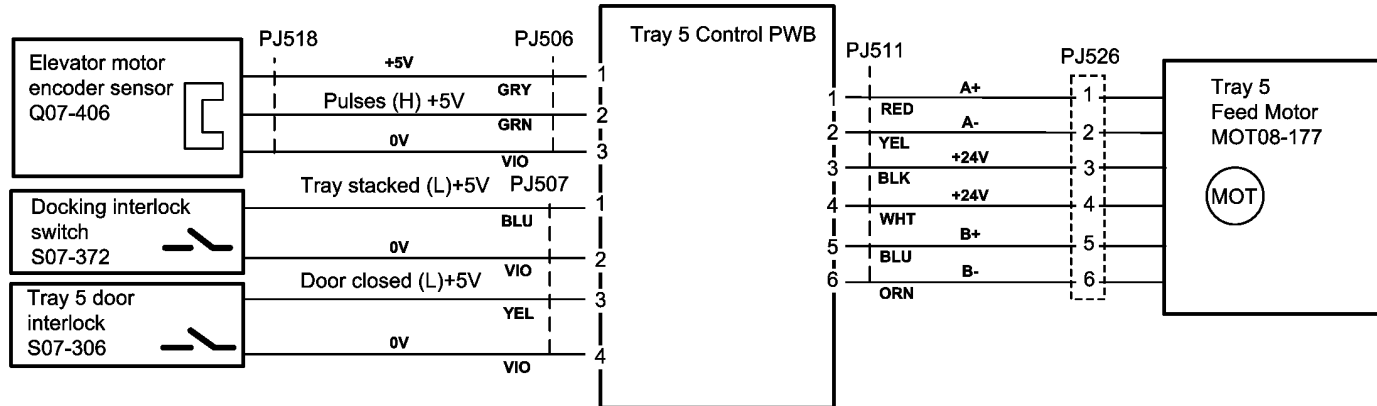 Elevator motor
encoder sensor
Q07-406
PJ518
PJ506
+5V
GRY
1
Pulses (H) +5V
GRN
2
0V
VIO
3
Docking interlock
switch
S07-372
Tray stacked (L)+5V
PJ507
BLU
1
0V
VIO
2
Tray 5 door
interlock
S07-306
Door closed (L)+5V
YEL
3
0V
VIO
4
Tray 5 Control PWB
PJ511
PJ526
1
A+
RED
1
2
A-
YEL
2
3
+24V
BLK
3
4
+24V
WHT
4
5
B+
BLU
5
6
B-
ORN
6
Tray 5
Feed Motor
MOT08-177
MOT